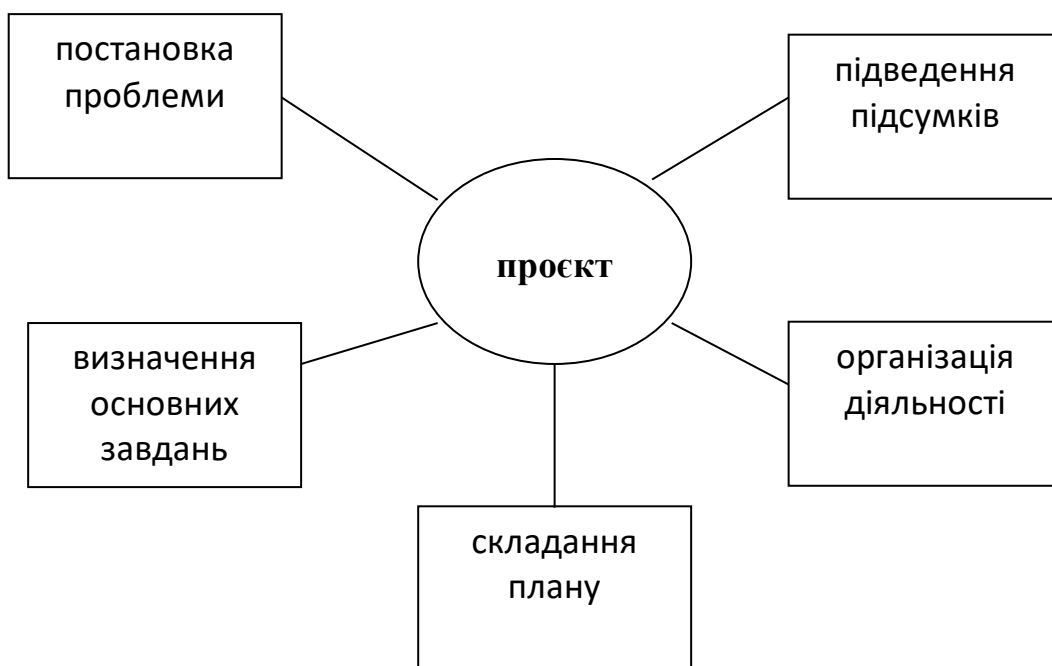 постановка
проблеми
підведення
підсумків
проєкт
визначення
основних
завдань
організація
діяльності
складання
плану